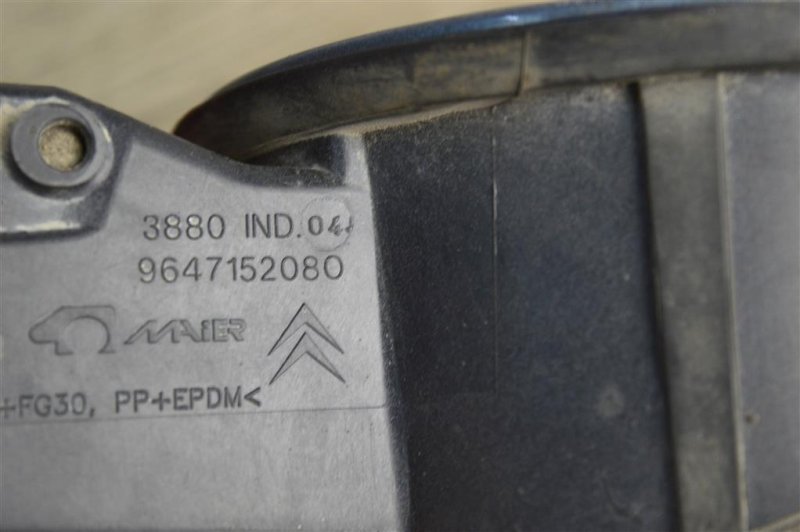 3880 IND.04
9647152080
MAIER
+FG30, PP+EPDM<